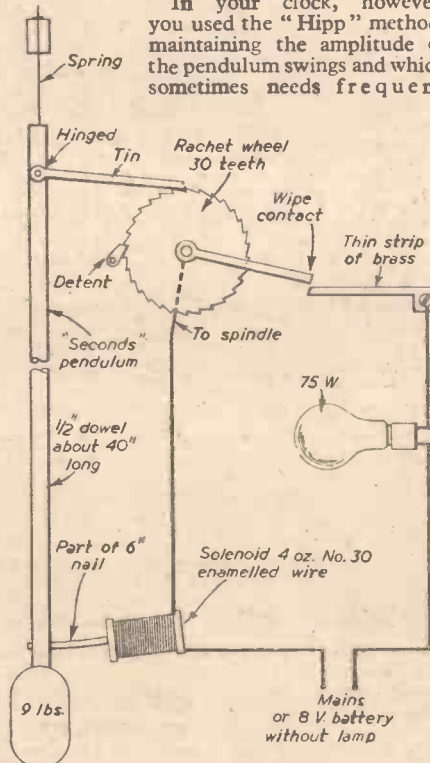 In your clock, however
you used the "Hipp" method
maintaining the amplitude
the pendulum swings and which
sometimes needs frequen
Spring
Hinged
Tin
Rachet wheel
30 teeth
Wipe
contact
Thin strip
of brass
Detent
To spindle
"Seconds"
pendulum
75 W
1/2" dowel
about 40"
long
Part of 6"
nail
Solenoid 4 oz. No. 30
enamelled wire
9 lbs.
Mains
or 8 V. battery
without lamp